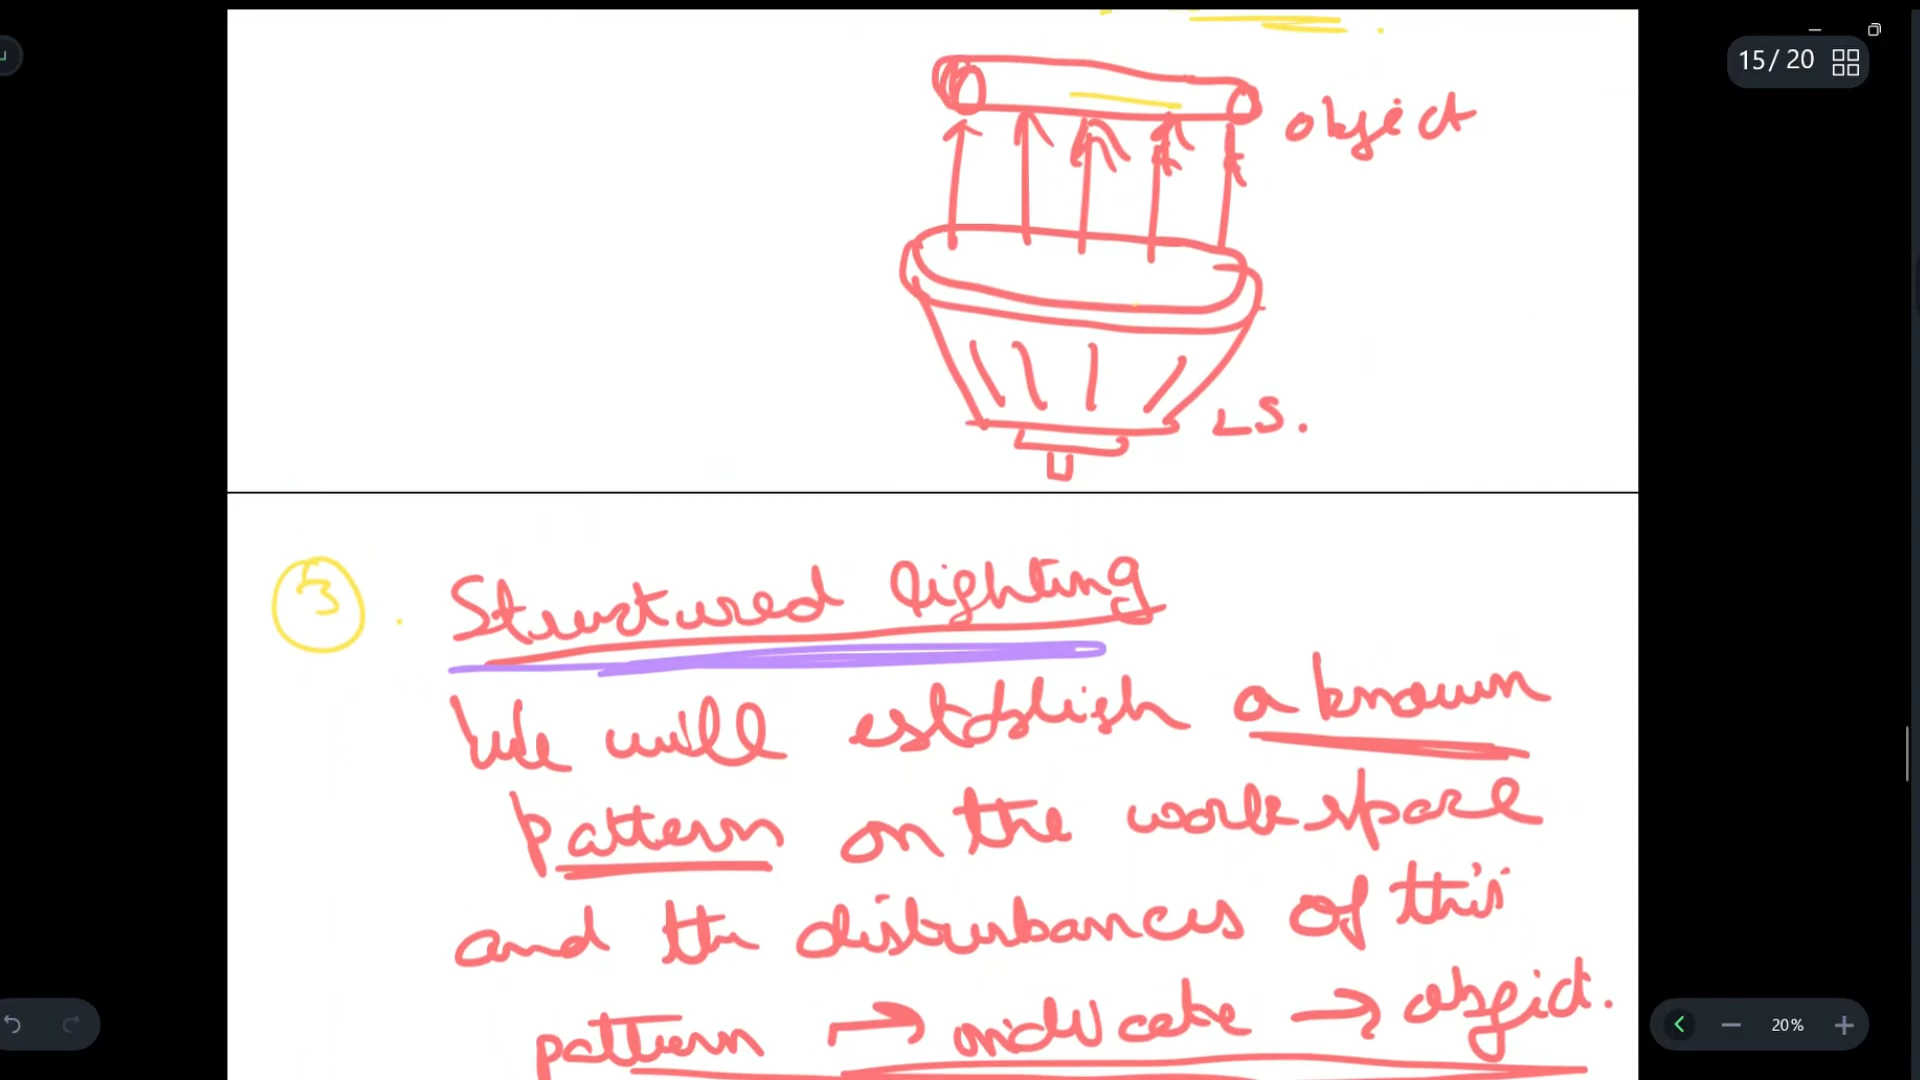 15/ 20
object
LS.
3.
Structured lighting
We will establish a known
pattern on the workspace
and the disturbances of this
pattern → indicate → object.
20%